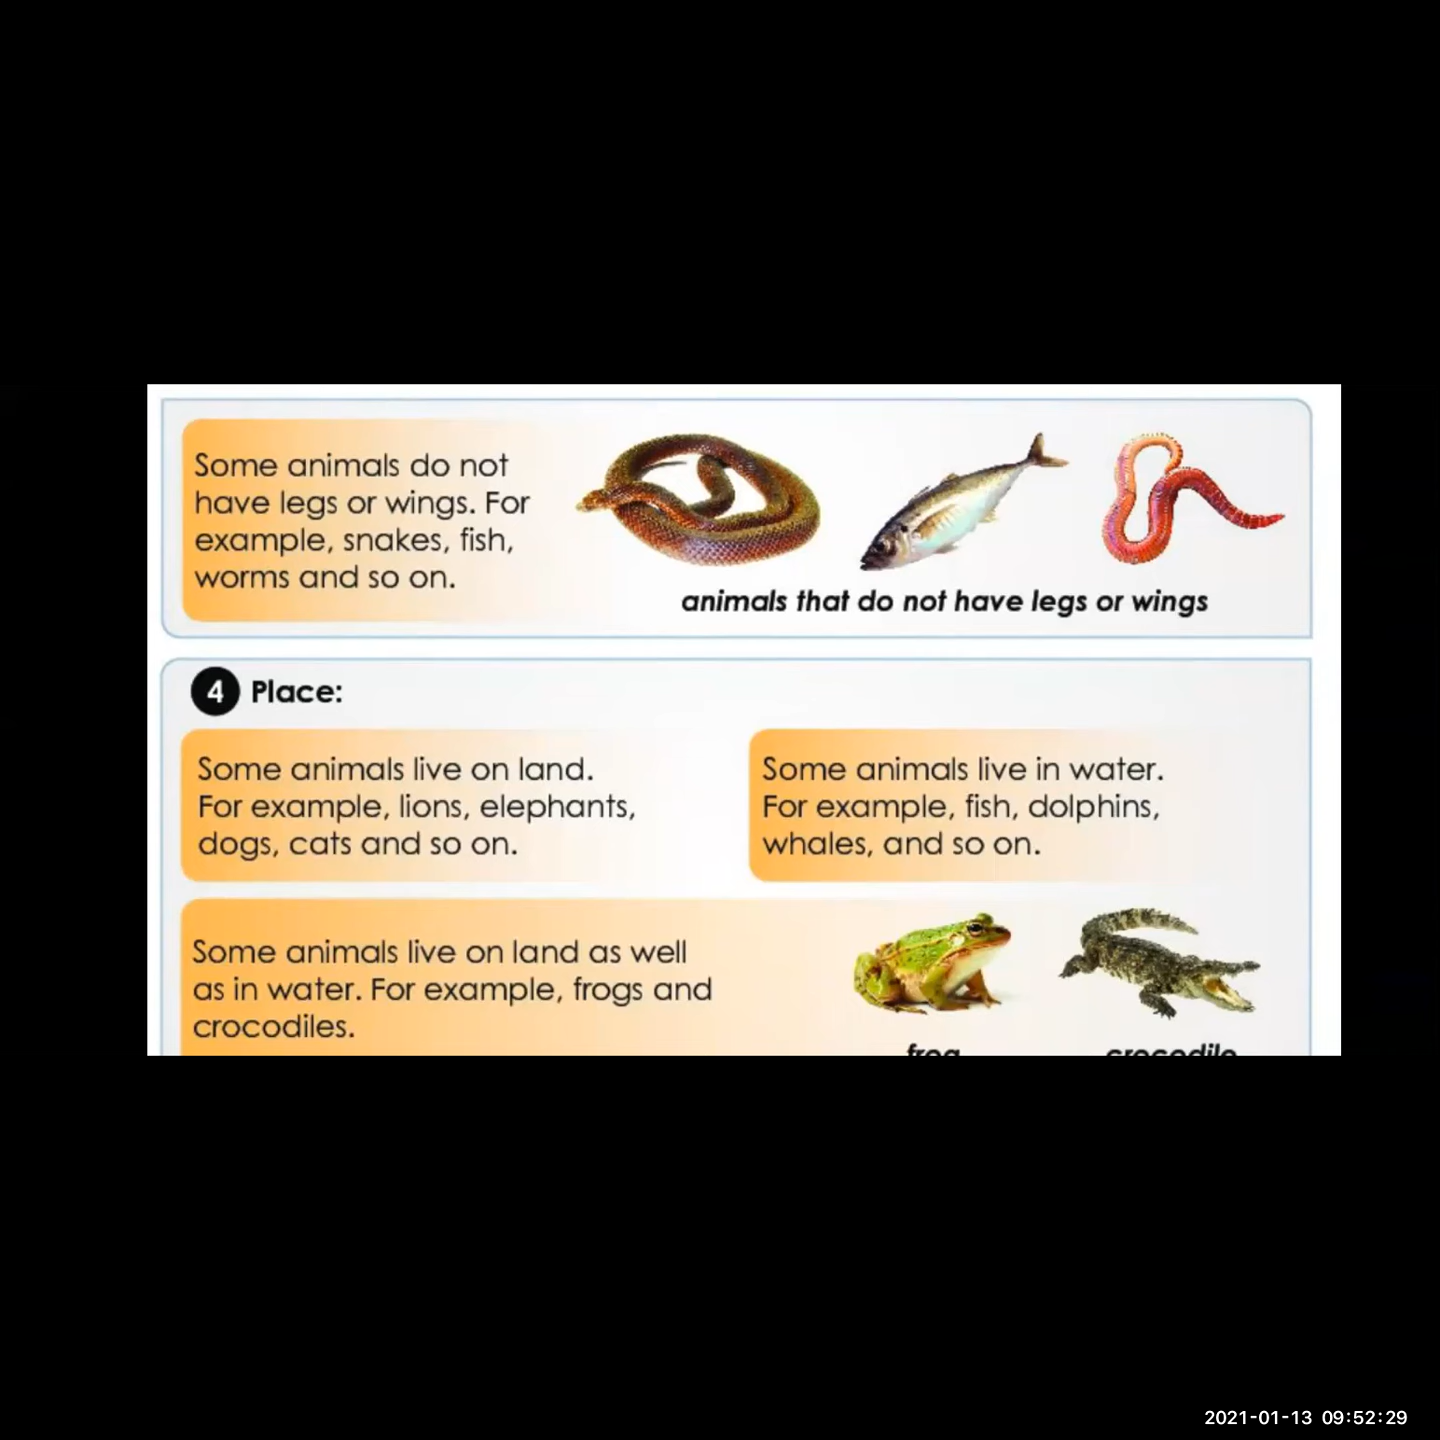 Some animals do not
have legs or wings. For
example, snakes, fish,
worms and so on.
animals that do not have legs or wings
4 Place:
Some animals live on land.
For example, lions, elephants,
dogs, cats and so on.
Some animals live in water.
For example, fish, dolphins,
whales, and so on.
Some animals live on land as well
as in water. For example, frogs and
crocodiles.
frog
crocodile
2021-01-13 09:52:29